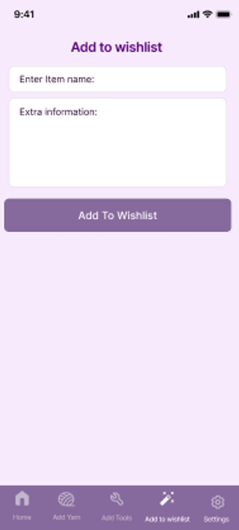 9:41
Add to wishlist
Enter Item name:
Extra information:
Add To Wishlist
Home Add Yarn Add Tools Add to wishlist Settings